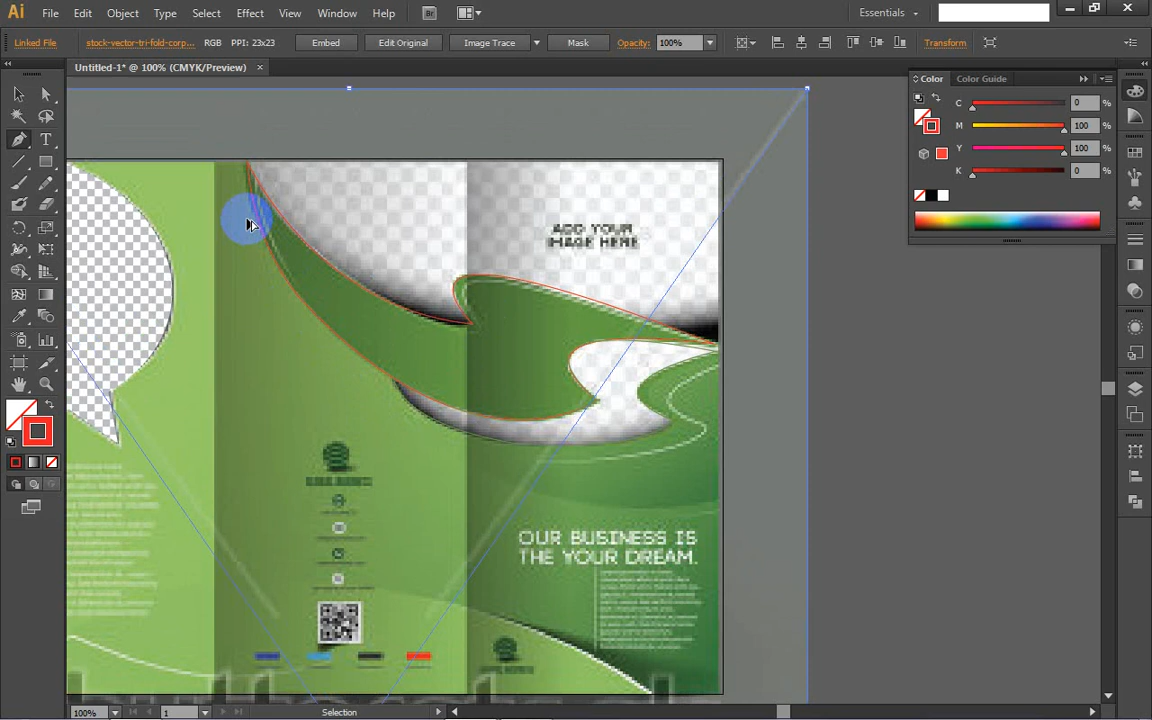 Ai File Edit Object Type Select Effect View Window Help Br Essentials
Linked File stock-vector-tri-fold-corp... RGB PPI: 23x23 Embed Edit Original Image Trace Mask Opacity: 100% Transform
Untitled-1* @ 100% (CMYK/Preview) ×
Color Color Guide
C 0 %
M 100 %
Y 100 %
K 0 %
T
ADD YOUR
IMAGE HERE
OUR BUSINESS IS
THE YOUR DREAM.
100% 1 Selection